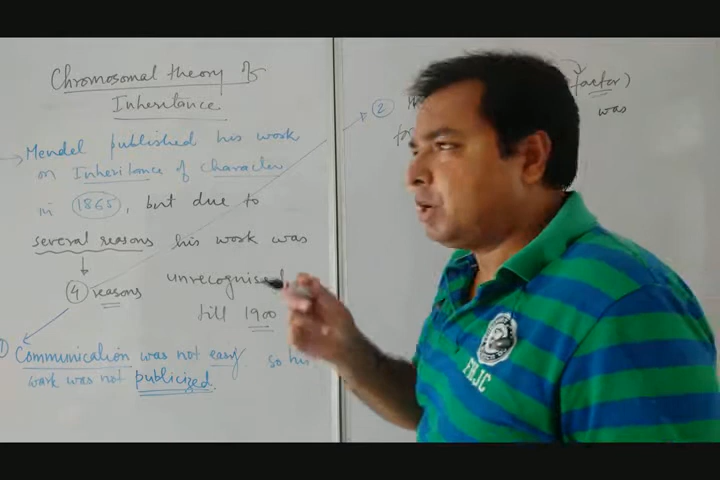 Chromosomal theory of
Inheritance
Mendel published his work
on Inheritance of character
in 1865, but due to
several reasons his work was
4 reasons unrecognised
till 1900
1 Communication was not easy so his
work was not publicized
2
factor)
was
FHJC